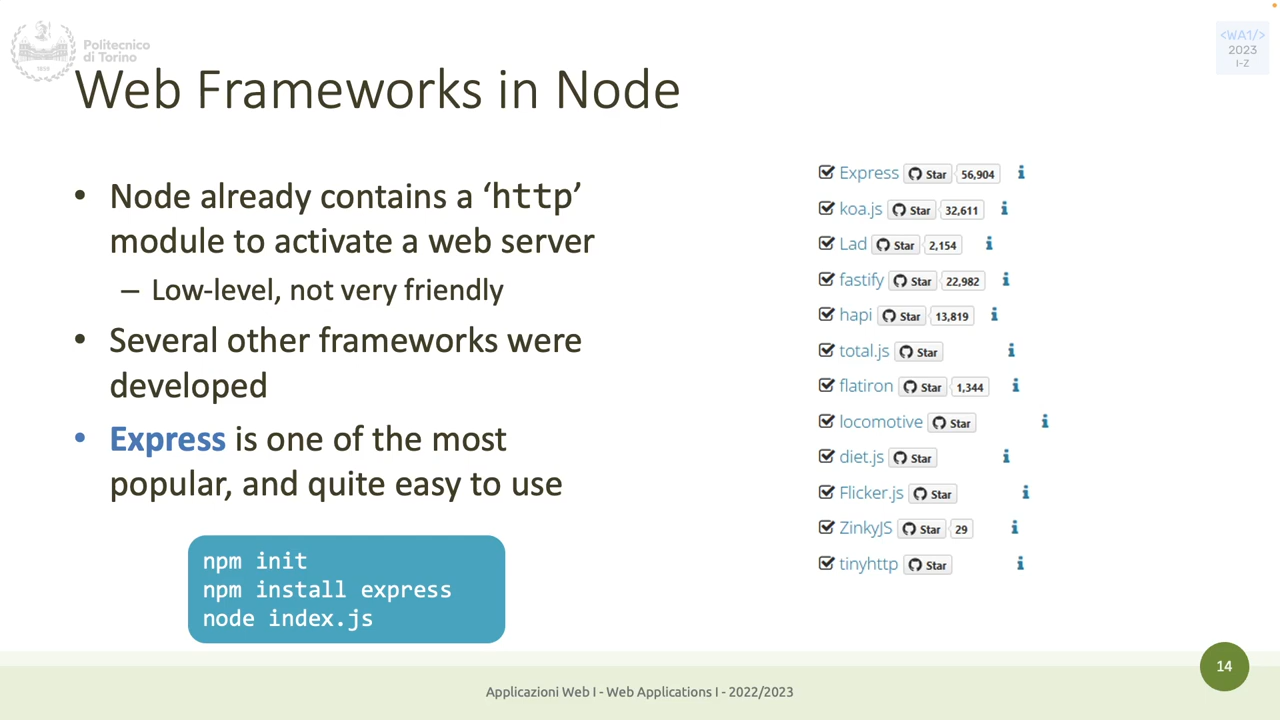 Politecnico
di Torino
1859
<WA1/>
2023
I-Z
Web Frameworks in Node
• Node already contains a ‘http’
module to activate a web server
– Low-level, not very friendly
• Several other frameworks were
developed
• Express is one of the most
popular, and quite easy to use
npm init
npm install express
node index.js
Express Star 56,904
koa.js Star 32,611
Lad Star 2,154
fastify Star 22,982
hapi Star 13,819
total.js Star
flatiron Star 1,344
locomotive Star
diet.js Star
Flicker.js Star
ZinkyJS Star 29
tinyhttp Star
14
Applicazioni Web I - Web Applications I - 2022/2023